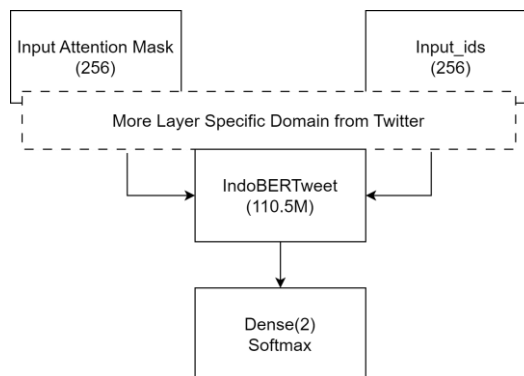 Input Attention Mask
(256)
Input_ids
(256)
More Layer Specific Domain from Twitter
IndoBERTweet
(110.5M)
Dense(2)
Softmax